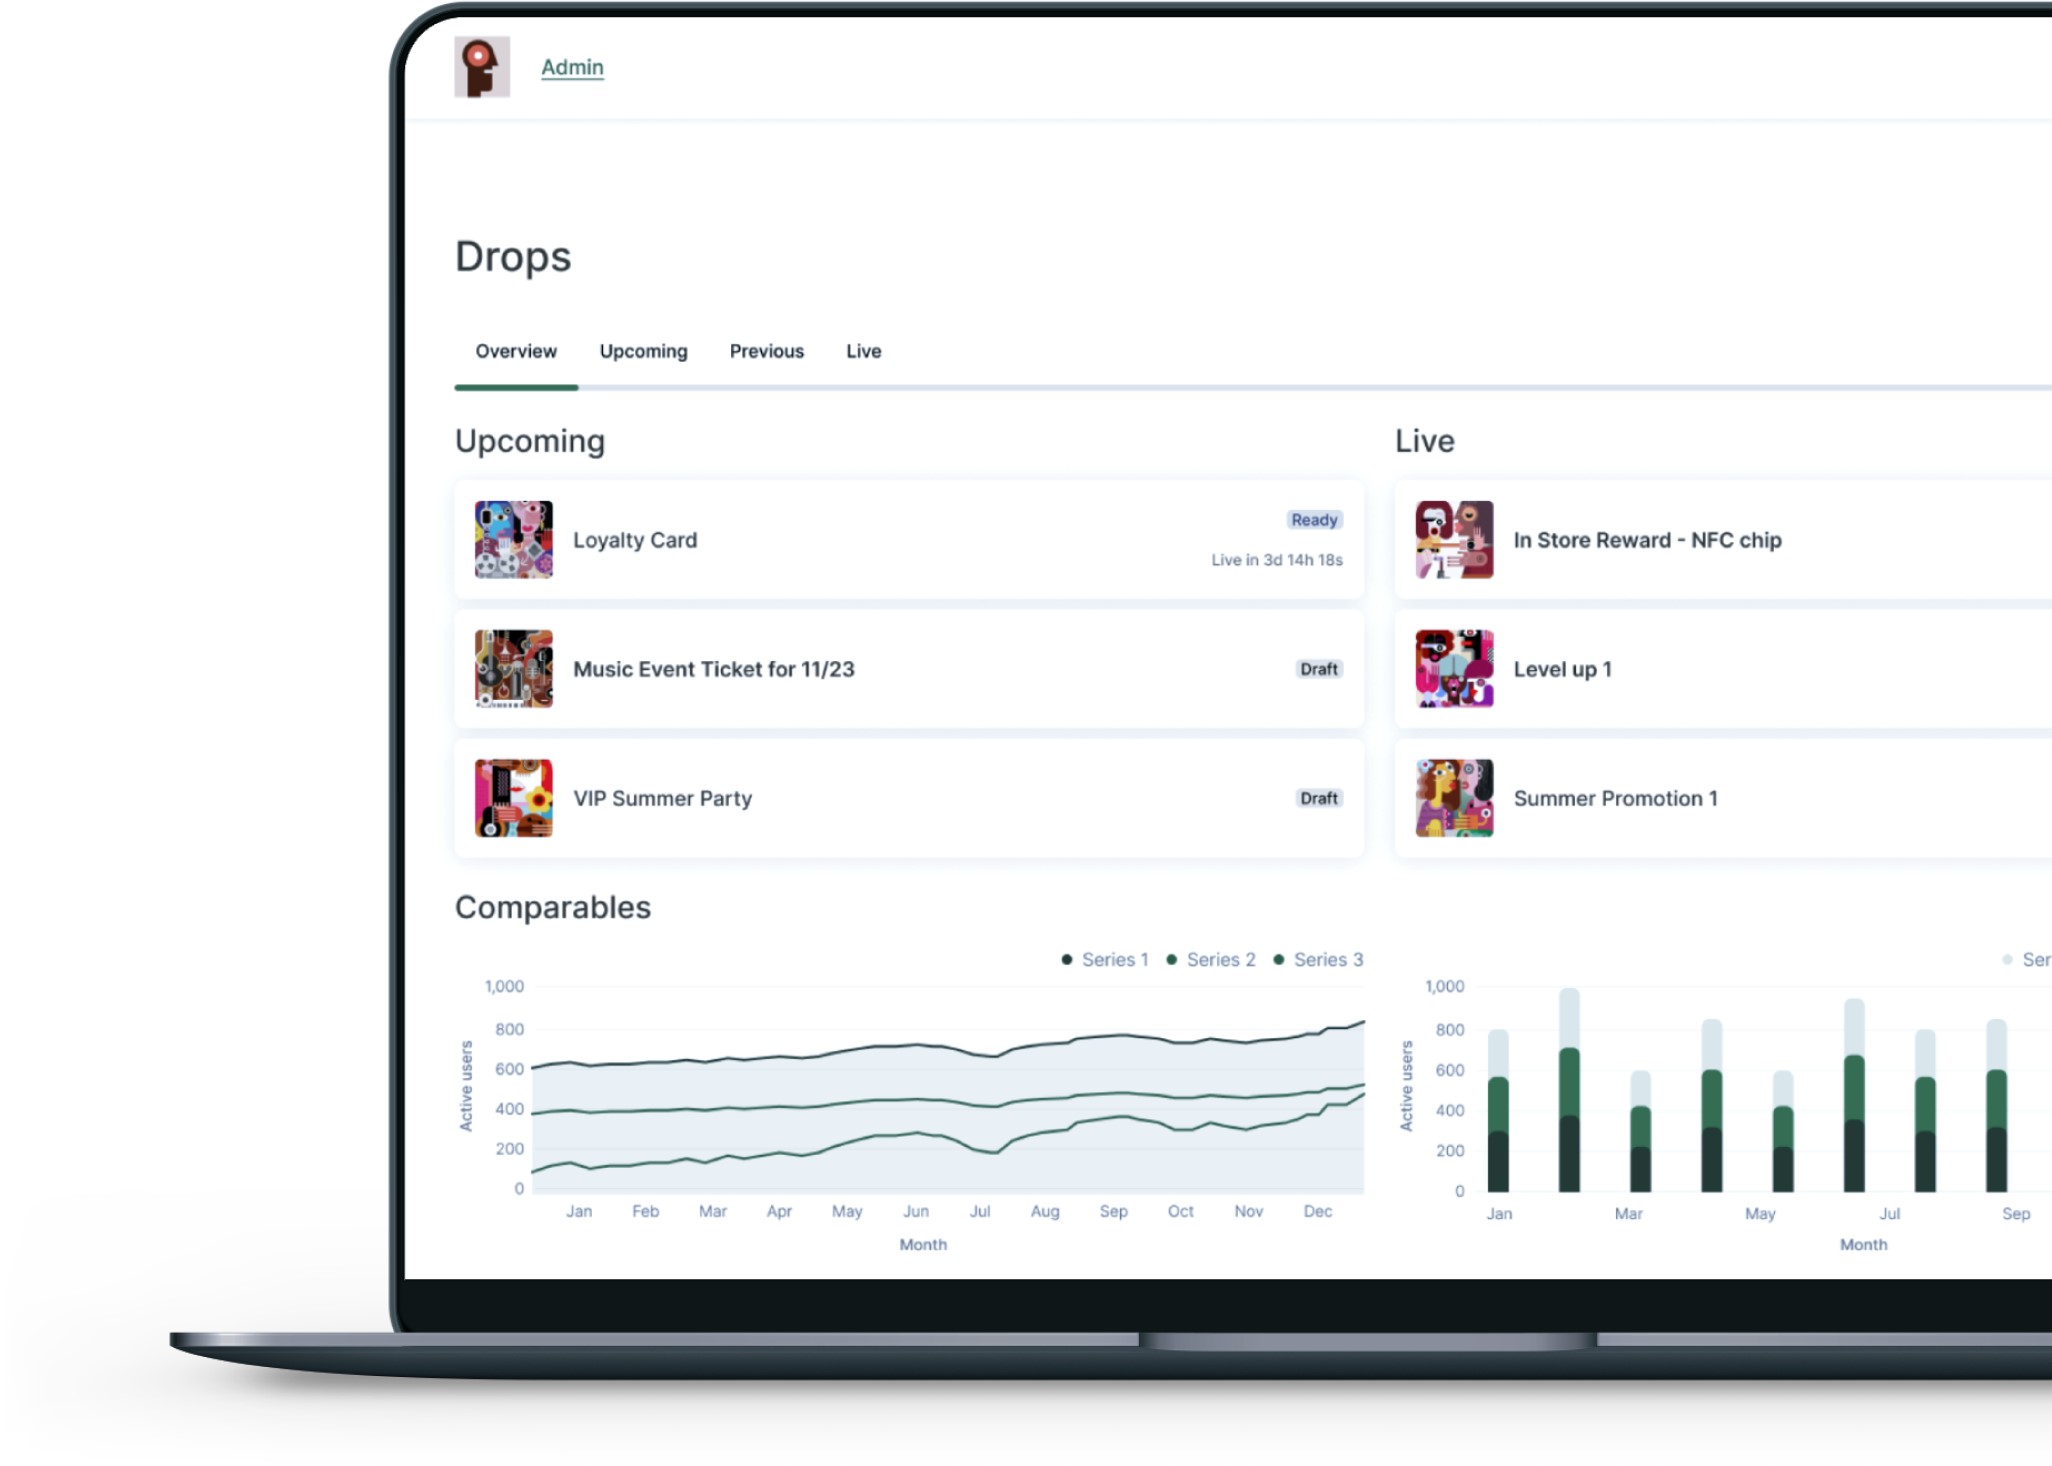 Admin
Drops
Overview Upcoming Previous Live
Upcoming
Loyalty Card
Ready
Live in 3d 14h 18s
Music Event Ticket for 11/23
Draft
VIP Summer Party
Draft
Live
In Store Reward - NFC chip
Level up 1
Summer Promotion 1
Comparables
Series 1 Series 2 Series 3
1,000
800
600
400
200
0
Active users
Jan Feb Mar Apr May Jun Jul Aug Sep Oct Nov Dec
Month
Ser
1,000
800
600
400
200
0
Active users
Jan Mar May Jul Sep
Month